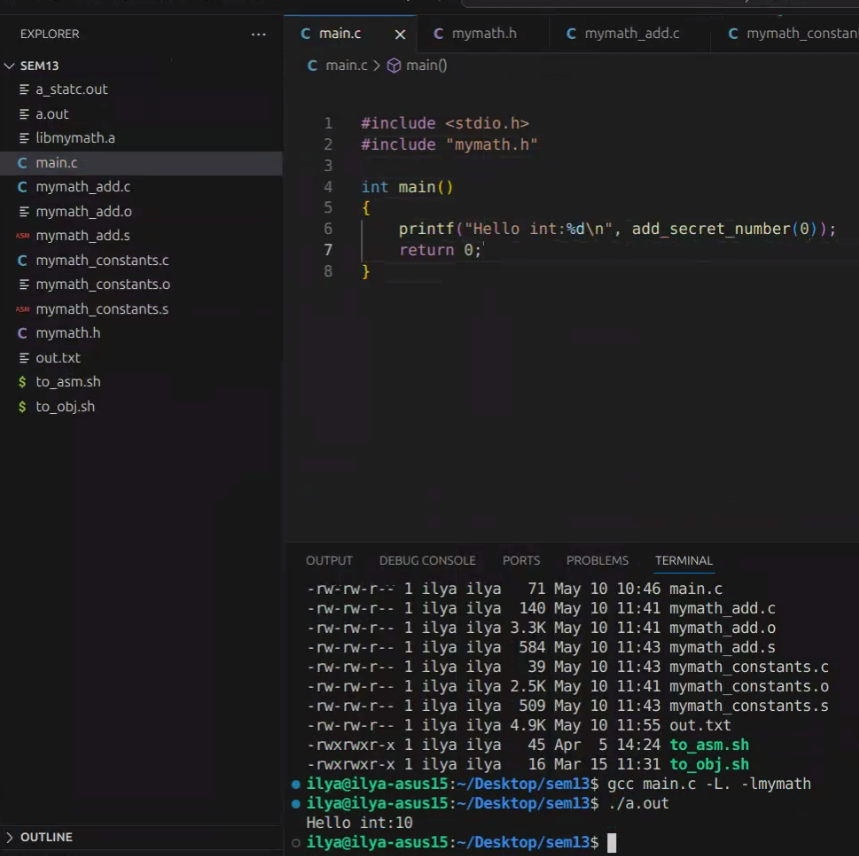 EXPLORER
SEM13
a_statc.out
a.out
libmymath.a
main.c
mymath_add.c
mymath_add.o
mymath_add.s
mymath_constants.c
mymath_constants.o
mymath_constants.s
mymath.h
out.txt
to_asm.sh
to_obj.sh
OUTLINE
main.c mymath.h mymath_add.c mymath_constan
main.c > main()
1 #include <stdio.h>
2 #include "mymath.h"
3
4 int main()
5 {
6 printf("Hello int:%d\n", add_secret_number(0));
7 return 0;
8 }
OUTPUT DEBUG CONSOLE PORTS PROBLEMS TERMINAL
-rw-rw-r-- 1 ilya ilya 71 May 10 10:46 main.c
-rw-rw-r-- 1 ilya ilya 140 May 10 11:41 mymath_add.c
-rw-rw-r-- 1 ilya ilya 3.3K May 10 11:41 mymath_add.o
-rw-rw-r-- 1 ilya ilya 584 May 10 11:43 mymath_add.s
-rw-rw-r-- 1 ilya ilya 39 May 10 11:43 mymath_constants.c
-rw-rw-r-- 1 ilya ilya 2.5K May 10 11:41 mymath_constants.o
-rw-rw-r-- 1 ilya ilya 509 May 10 11:43 mymath_constants.s
-rw-rw-r-- 1 ilya ilya 4.9K May 10 11:55 out.txt
-rwxrwxr-x 1 ilya ilya 45 Apr 5 14:24 to_asm.sh
-rwxrwxr-x 1 ilya ilya 16 Mar 15 11:31 to_obj.sh
ilya@ilya-asus15:~/Desktop/sem13$ gcc main.c -L. -lmymath
ilya@ilya-asus15:~/Desktop/sem13$ ./a.out
Hello int:10
ilya@ilya-asus15:~/Desktop/sem13$